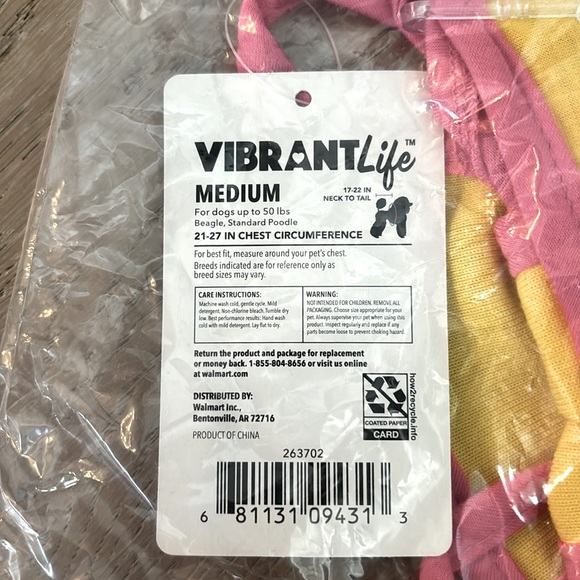 VIBRANTLife™
MEDIUM
17-22 IN
NECK TO TAIL
For dogs up to 50 lbs
Beagle, Standard Poodle
21-27 IN CHEST CIRCUMFERENCE
For best fit, measure around your pet's chest.
Breeds indicated are for reference only as
breed sizes may vary.
CARE INSTRUCTIONS:
Machine wash cold, gentle cycle. Mild
detergent. Non-chlorine bleach. Tumble dry
low. Best performance results: Hand wash
cold with mild detergent. Lay flat to dry.
WARNING:
NOT INTENDED FOR CHILDREN. REMOVE ALL
PACKAGING. Choose size appropriate for your
pet. Always supervise your pet when using this
product. Inspect regularly and replace if any
parts become loose to prevent choking hazard.
Return the product and package for replacement
or money back. 1-855-804-8656 or visit us online
at walmart.com
DISTRIBUTED BY:
Walmart Inc.,
Bentonville, AR 72716
PRODUCT OF CHINA
COATED PAPER
CARD
how2recycle.info
263702
6 81131 09431 3